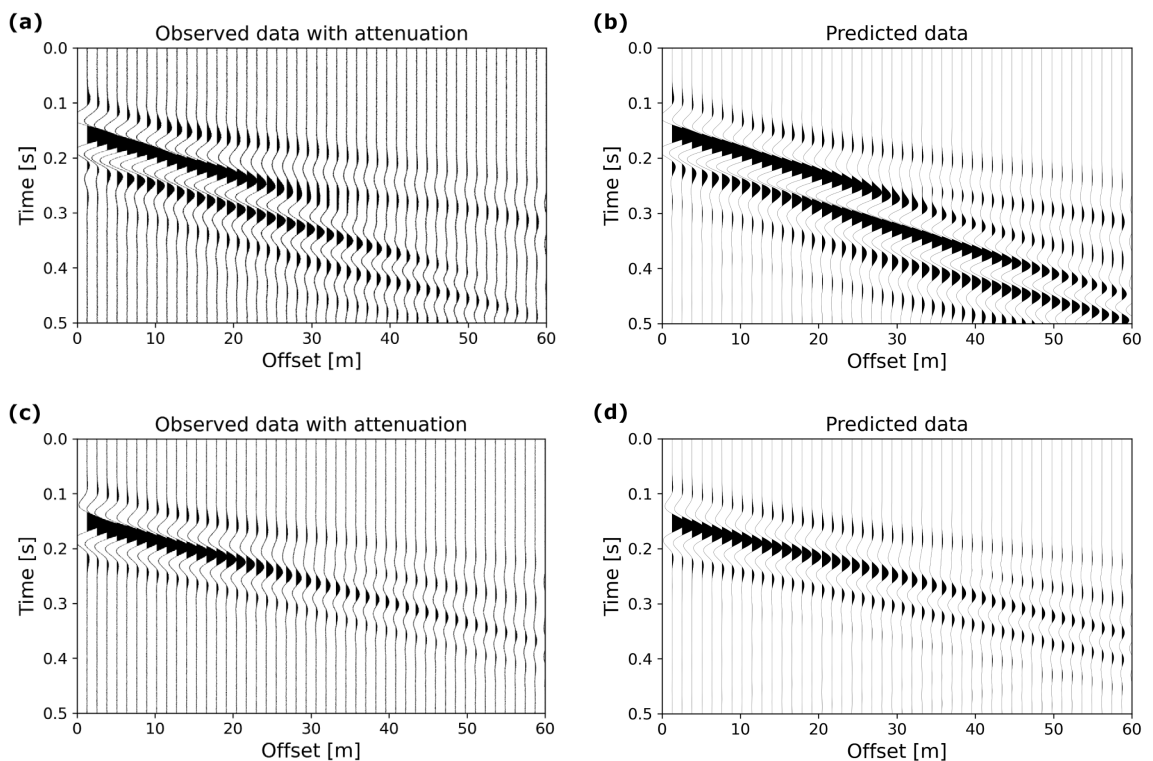 (a)
Observed data with attenuation
0.0
0.1
0.2
0.3
0.4
0.5
Time [s]
0 10 20 30 40 50 60
Offset [m]
(b)
Predicted data
0.0
0.1
0.2
0.3
0.4
0.5
Time [s]
0 10 20 30 40 50 60
Offset [m]
(c)
Observed data with attenuation
0.0
0.1
0.2
0.3
0.4
0.5
Time [s]
0 10 20 30 40 50 60
Offset [m]
(d)
Predicted data
0.0
0.1
0.2
0.3
0.4
0.5
Time [s]
0 10 20 30 40 50 60
Offset [m]